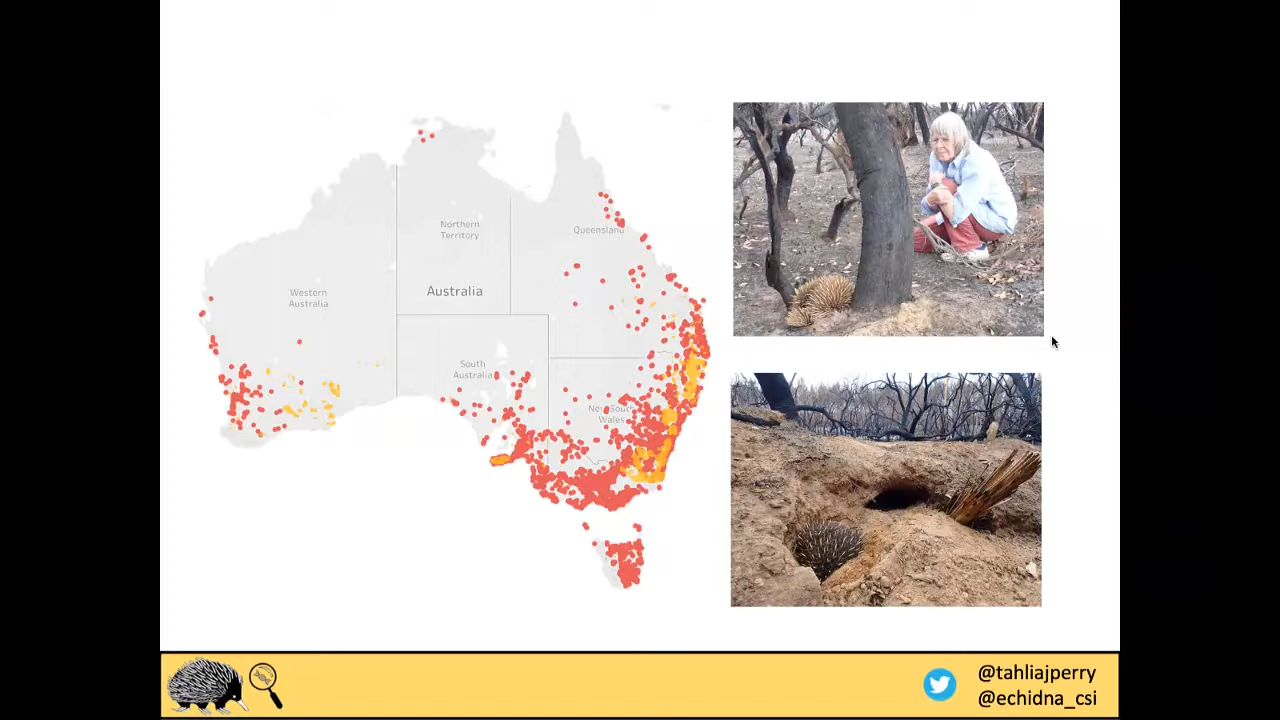 Northern
Territory
Queensland
Western
Australia
Australia
South
Australia
New South
Wales
@tahliajperry
@echidna_csi